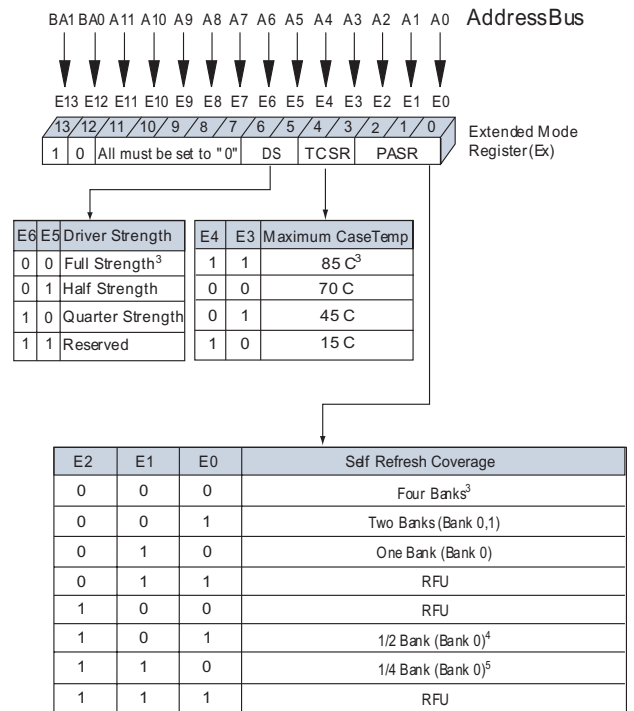 BA1 BA0 A11 A10 A9 A8 A7 A6 A5 A4 A3 A2 A1 A0 AddressBus
E13 E12 E11 E10 E9 E8 E7 E6 E5 E4 E3 E2 E1 E0
13 12 11 10 9 8 7 6 5 4 3 2 1 0
Extended Mode
Register(Ex)
1 0 All must be set to "0" DS TCSR PASR
E6 E5 Driver Strength
0 0 Full Strength³
0 1 Half Strength
1 0 Quarter Strength
1 1 Reserved
E4 E3 Maximum CaseTemp
1 1 85 C³
0 0 70 C
0 1 45 C
1 0 15 C
E2 E1 E0 Self Refresh Coverage
0 0 0 Four Banks³
0 0 1 Two Banks (Bank 0,1)
0 1 0 One Bank (Bank 0)
0 1 1 RFU
1 0 0 RFU
1 0 1 1/2 Bank (Bank 0)⁴
1 1 0 1/4 Bank (Bank 0)⁵
1 1 1 RFU